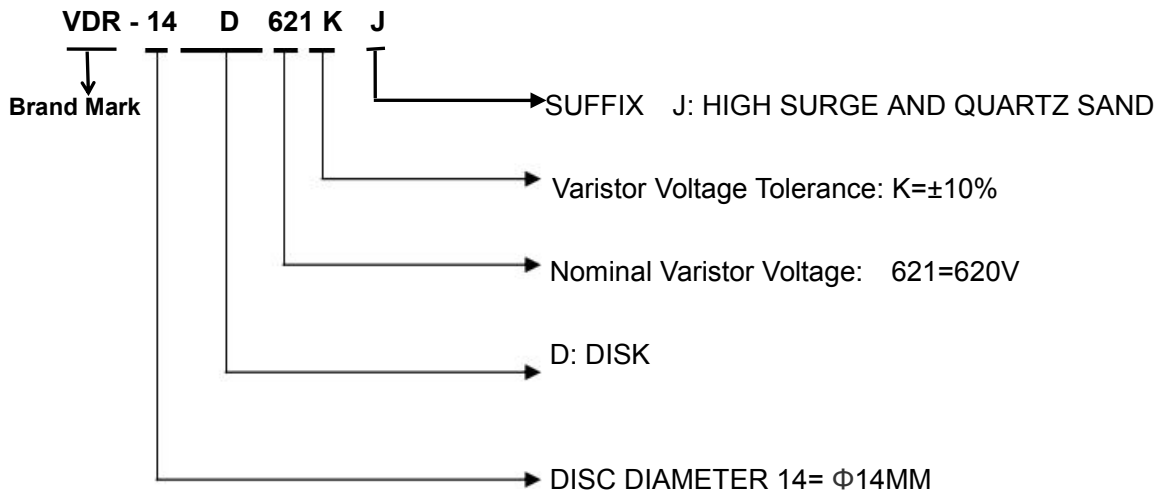 VDR - 14 D 621 K J
Brand Mark
SUFFIX J: HIGH SURGE AND QUARTZ SAND
Varistor Voltage Tolerance: K=±10%
Nominal Varistor Voltage: 621=620V
D: DISK
DISC DIAMETER 14= Φ14MM